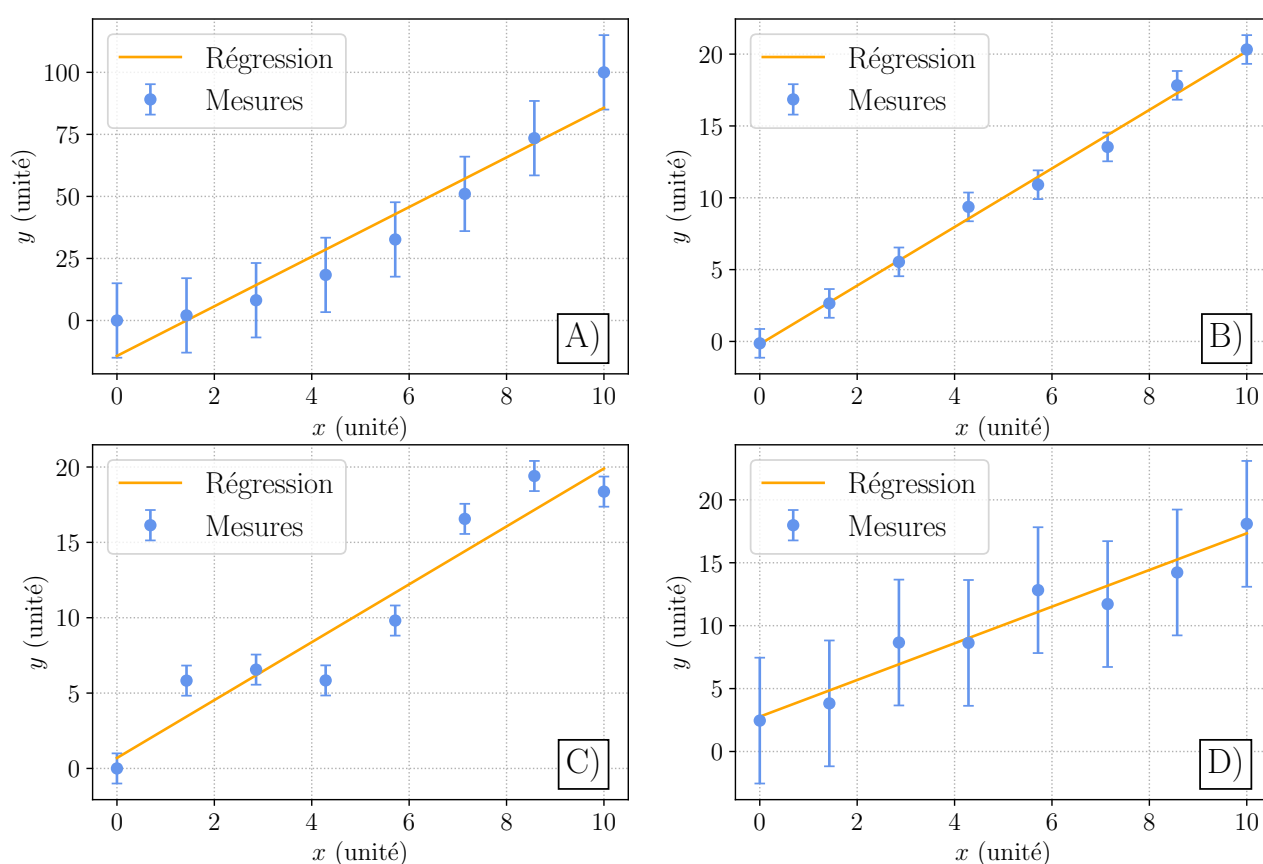 Régression
Mesures
100
75
50
25
0
y (unité)
A)
0 2 4 6 8 10
x (unité)
Régression
Mesures
20
15
10
5
0
y (unité)
B)
0 2 4 6 8 10
x (unité)
Régression
Mesures
20
15
10
5
0
y (unité)
C)
0 2 4 6 8 10
x (unité)
Régression
Mesures
20
15
10
5
0
y (unité)
D)
0 2 4 6 8 10
x (unité)